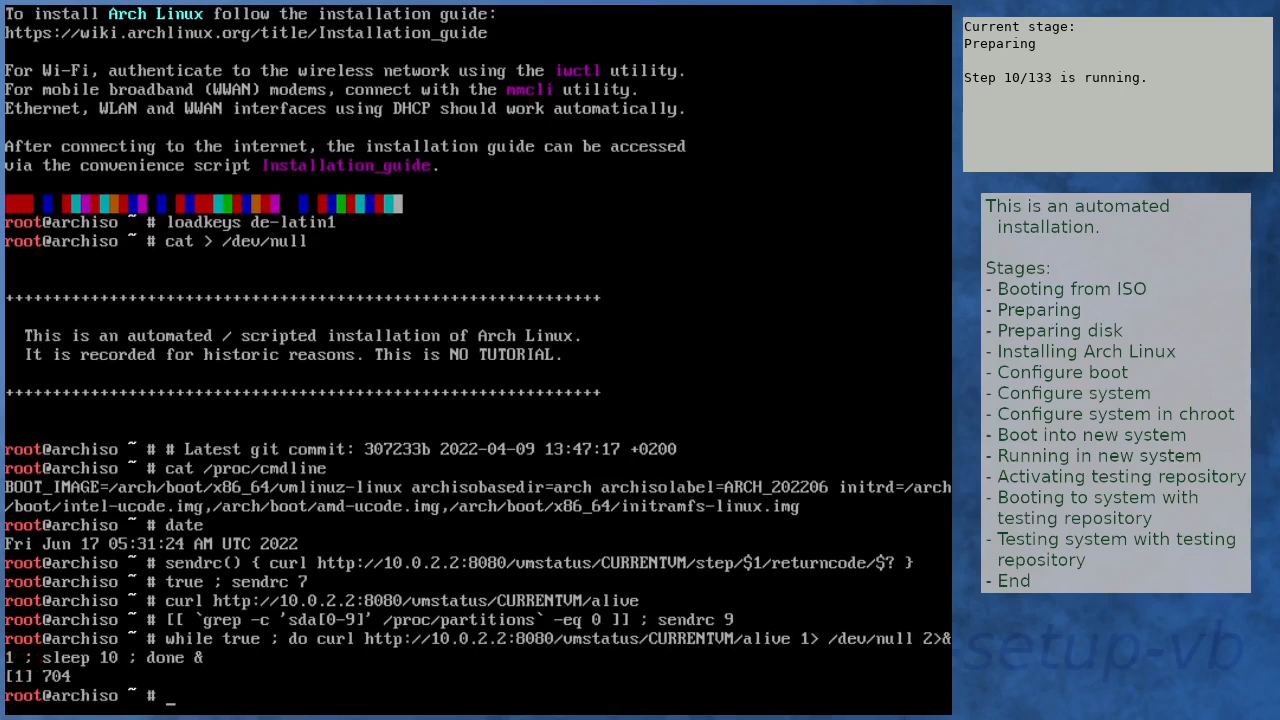 To install Arch Linux follow the installation guide:
https://wiki.archlinux.org/title/Installation_guide
For Wi-Fi, authenticate to the wireless network using the iwctl utility.
For mobile broadband (WWAN) modems, connect with the mmcli utility.
Ethernet, WLAN and WWAN interfaces using DHCP should work automatically.
After connecting to the internet, the installation guide can be accessed
via the convenience script Installation_guide.
root@archiso ~ # loadkeys de-latin1
root@archiso ~ # cat > /dev/null
+++++++++++++++++++++++++++++++++++++++++++++++++++++++++++++++
This is an automated / scripted installation of Arch Linux.
It is recorded for historic reasons. This is NO TUTORIAL.
+++++++++++++++++++++++++++++++++++++++++++++++++++++++++++++++
root@archiso ~ # # Latest git commit: 307233b 2022-04-09 13:47:17 +0200
root@archiso ~ # cat /proc/cmdline
BOOT_IMAGE=/arch/boot/x86_64/vmlinuz-linux archisobasedir=arch archisolabel=ARCH_202206 initrd=/arch
/boot/intel-ucode.img,/arch/boot/amd-ucode.img,/arch/boot/x86_64/initramfs-linux.img
root@archiso ~ # date
Fri Jun 17 05:31:24 AM UTC 2022
root@archiso ~ # sendrc() { curl http://10.0.2.2:8080/vmstatus/CURRENTVM/step/$1/returncode/$? }
root@archiso ~ # true ; sendrc 7
root@archiso ~ # curl http://10.0.2.2:8080/vmstatus/CURRENTVM/alive
root@archiso ~ # [[ `grep -c 'sda[0-9]' /proc/partitions` -eq 0 ]] ; sendrc 9
root@archiso ~ # while true ; do curl http://10.0.2.2:8080/vmstatus/CURRENTVM/alive 1> /dev/null 2>&
1 ; sleep 10 ; done &
[1] 704
root@archiso ~ # _
Current stage:
Preparing
Step 10/133 is running.
This is an automated
installation.
Stages:
- Booting from ISO
- Preparing
- Preparing disk
- Installing Arch Linux
- Configure boot
- Configure system
- Configure system in chroot
- Boot into new system
- Running in new system
- Activating testing repository
- Booting to system with
testing repository
- Testing system with testing
repository
- End
setup-vb